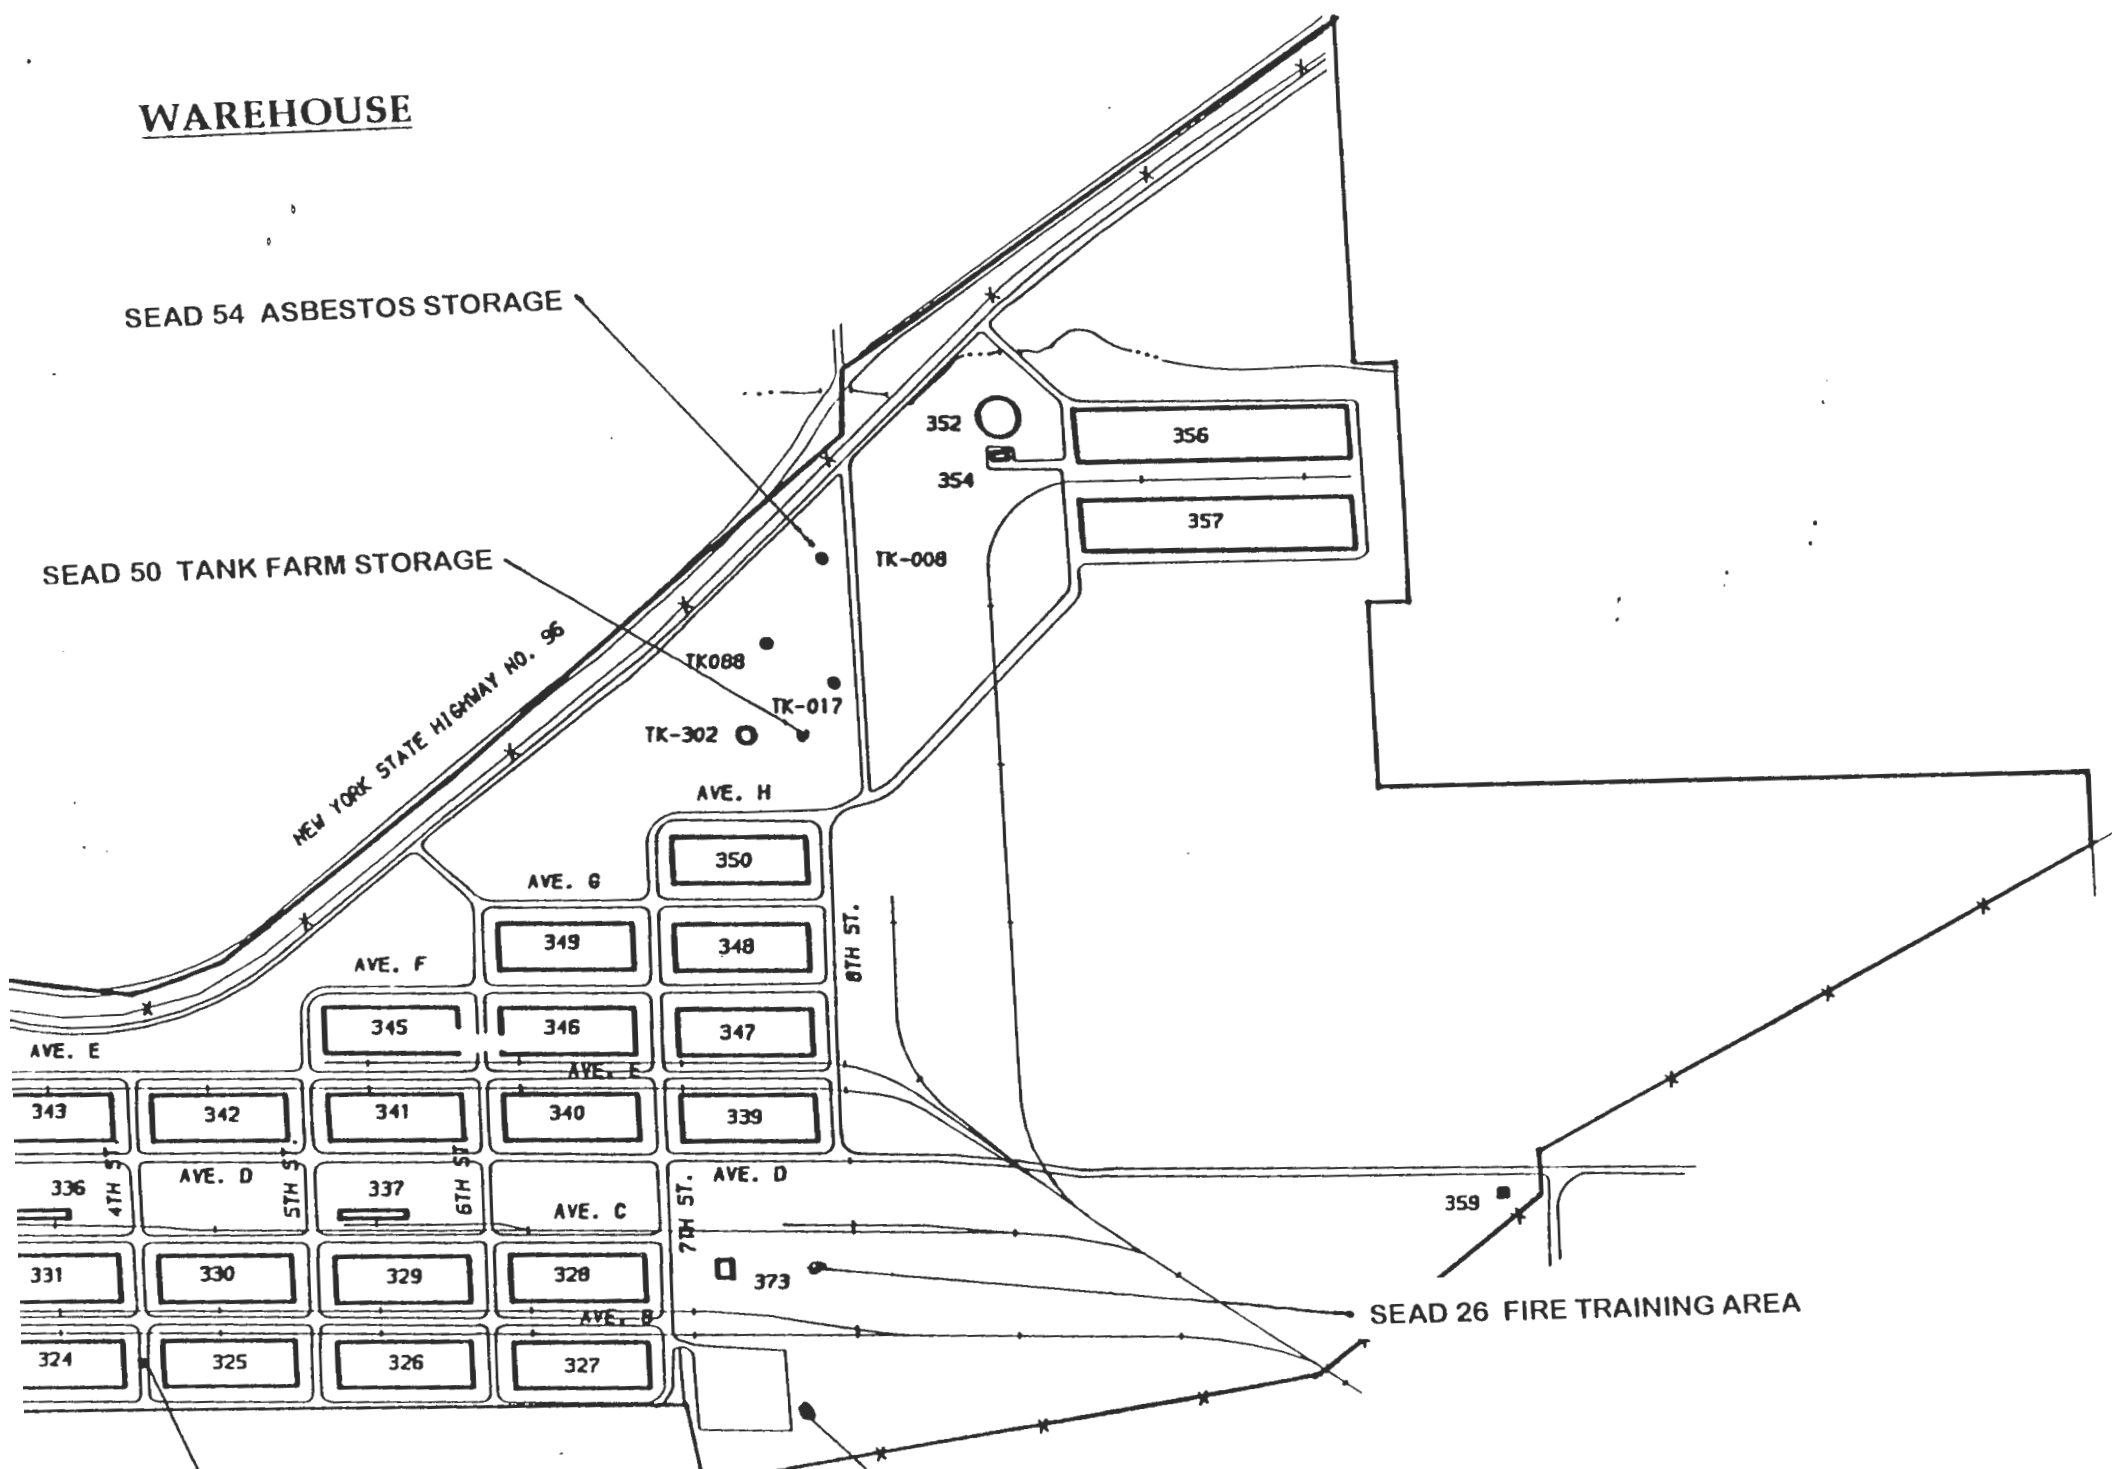 WAREHOUSE
SEAD 54 ASBESTOS STORAGE
352
356
354
357
SEAD 50 TANK FARM STORAGE
TK-008
NEW YORK STATE HIGHWAY NO. 96
TK088
TK-017
TK-302
AVE. H
350
AVE. G
349
348
8TH ST.
AVE. F
345
346
347
AVE. E
AVE. E
343
342
341
340
339
4TH ST.
5TH ST.
6TH ST.
7TH ST.
AVE. D
AVE. D
336
337
359
AVE. C
331
330
329
328
373
SEAD 26 FIRE TRAINING AREA
AVE. B
324
325
326
327